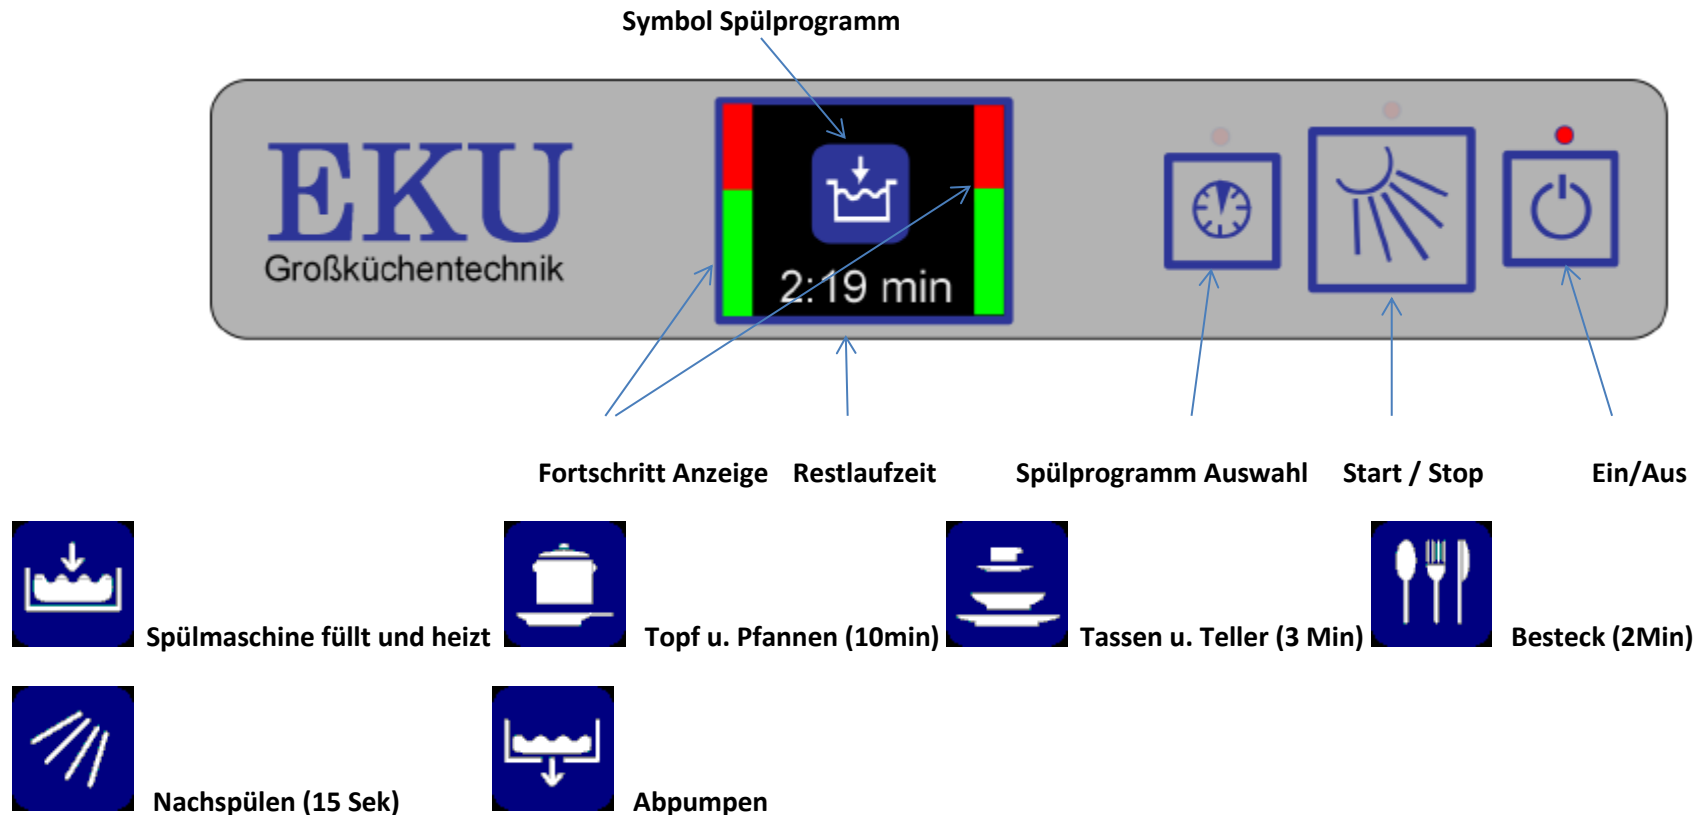 Symbol Spülprogramm
EKU
Großküchentechnik
2:19 min
Fortschritt Anzeige Restlaufzeit Spülprogramm Auswahl Start / Stop Ein/Aus
Spülmaschine füllt und heizt Topf u. Pfannen (10min) Tassen u. Teller (3 Min) Besteck (2Min)
Nachspülen (15 Sek) Abpumpen